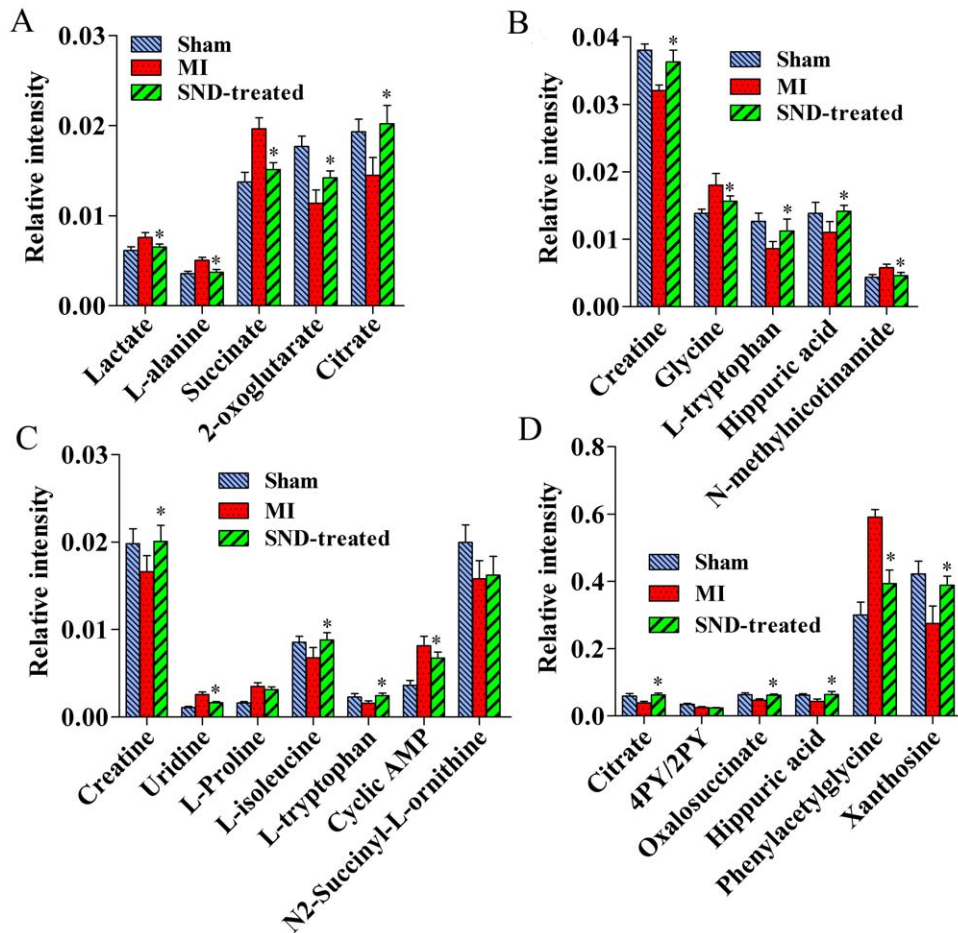 A
Relative intensity
0.03
0.02
0.01
0.00
Sham
MI
SND-treated
* * * * *
Lactate
L-alanine
Succinate
2-oxoglutarate
Citrate
B
Relative intensity
0.04
0.03
0.02
0.01
0.00
Sham
MI
SND-treated
* * * * *
Creatine
Glycine
L-tryptophan
Hippuric acid
N-methylnicotinamide
C
Relative intensity
0.03
0.02
0.01
0.00
Sham
MI
SND-treated
* * * * *
Creatine
Uridine
L-Proline
L-isoleucine
L-tryptophan
Cyclic AMP
N2-Succinyl-L-ornithine
D
Relative intensity
0.8
0.6
0.4
0.2
0.0
Sham
MI
SND-treated
* * * * *
Citrate
4PY/2PY
Oxalosuccinate
Hippuric acid
Phenylacetylglycine
Xanthosine